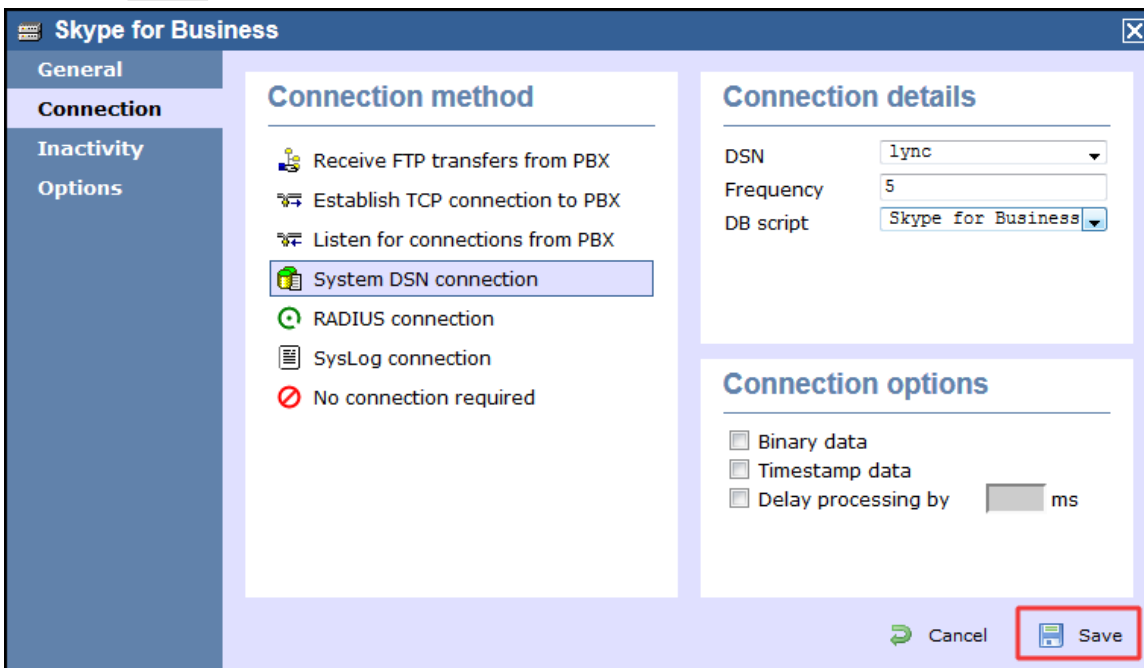 Skype for Business
General
Connection
Inactivity
Options
Connection method
Receive FTP transfers from PBX
Establish TCP connection to PBX
Listen for connections from PBX
System DSN connection
RADIUS connection
SysLog connection
No connection required
Connection details
DSN lync
Frequency 5
DB script Skype for Business
Connection options
Binary data
Timestamp data
Delay processing by ms
Cancel Save